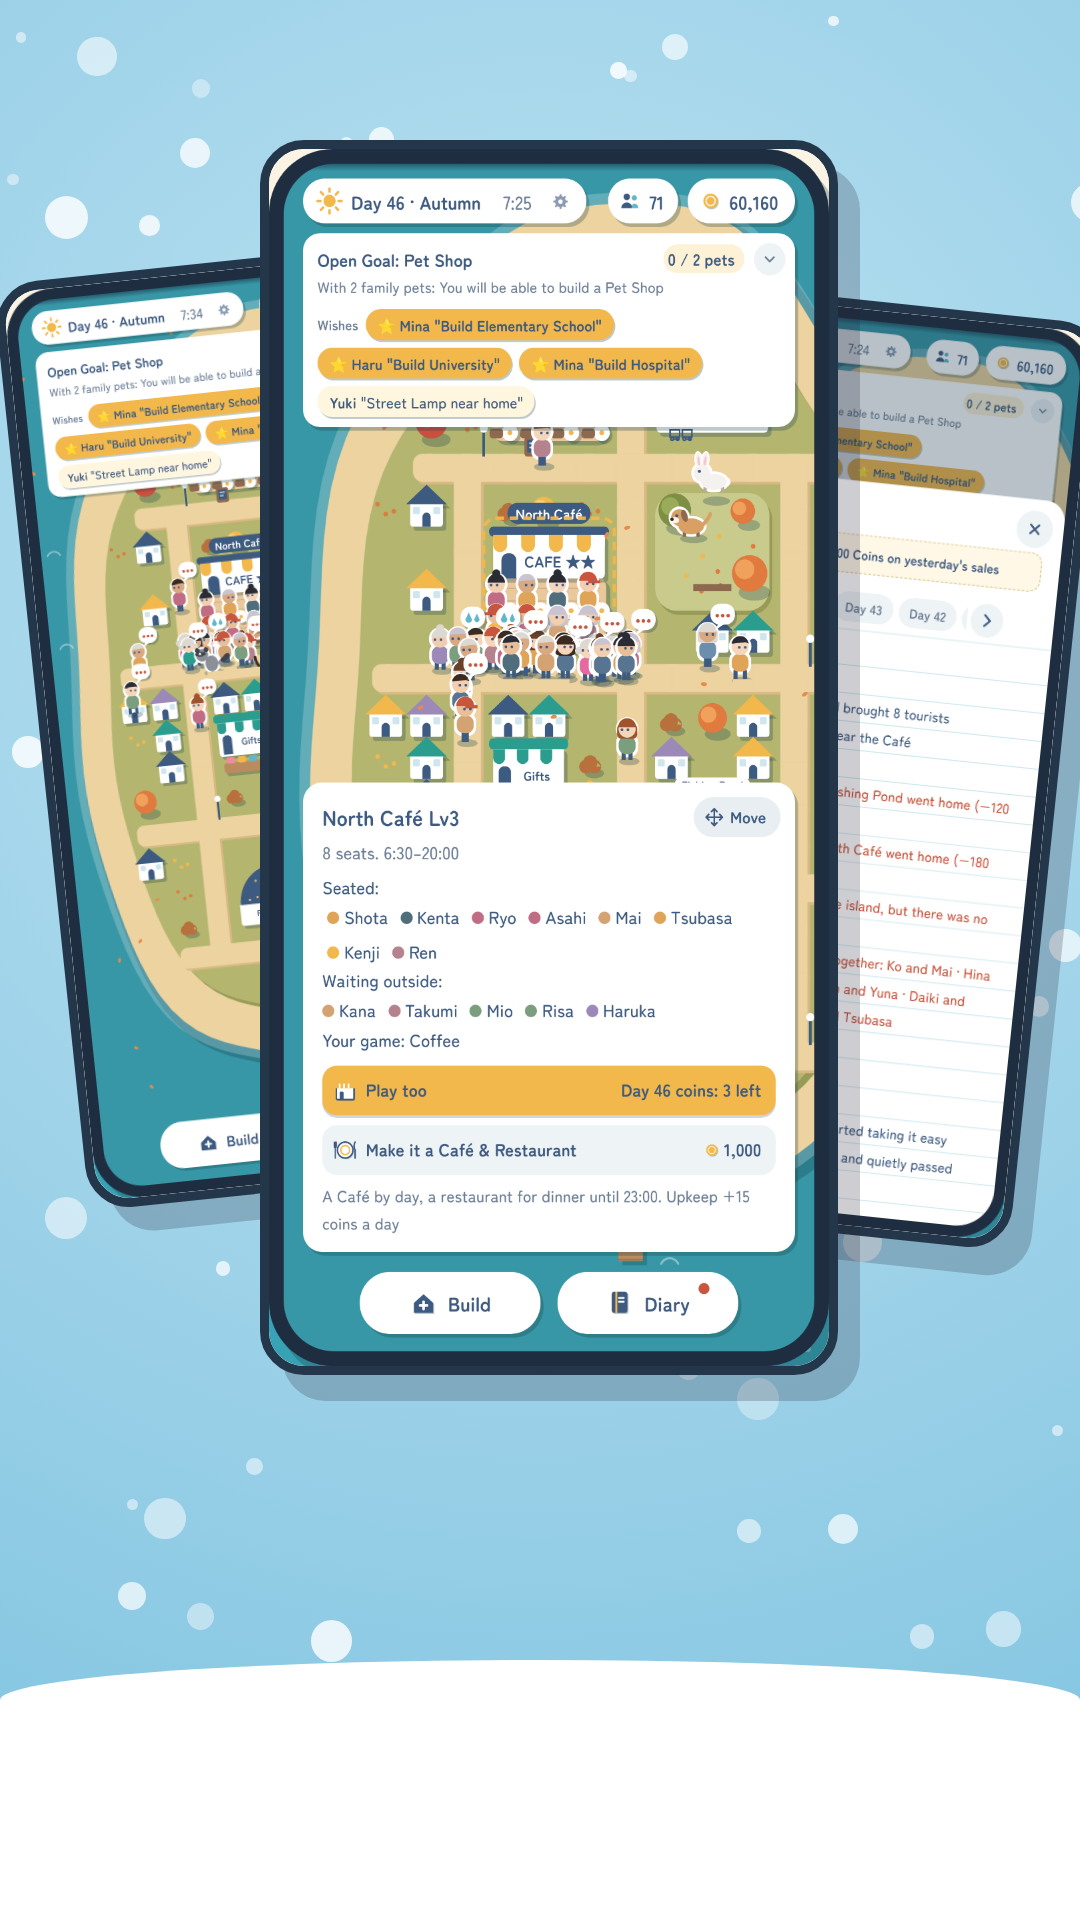 Day 46 · Autumn 7:25
71
60,160
Open Goal: Pet Shop
0 / 2 pets
With 2 family pets: You will be able to build a Pet Shop
Wishes
Mina "Build Elementary School"
Haru "Build University"
Mina "Build Hospital"
Yuki "Street Lamp near home"
North Café
CAFE ★★
Gifts
North Café Lv3
Move
8 seats. 6:30–20:00
Seated:
Shota Kenta Ryo Asahi Mai Tsubasa
Kenji Ren
Waiting outside:
Kana Takumi Mio Risa Haruka
Your game: Coffee
Play too
Day 46 coins: 3 left
Make it a Café & Restaurant
1,000
A Café by day, a restaurant for dinner until 23:00. Upkeep +15
coins a day
Build
Diary
Day 46 · Autumn 7:34
Open Goal: Pet Shop
With 2 family pets: You will be able to build a
Wishes
Mina "Build Elementary School
Haru "Build University"
Mina "
Yuki "Street Lamp near home"
North
CAFE
Gifts
Build
7:24
71
60,160
0 / 2 pets
able to build a Pet Shop
School"
Mina "Build Hospital"
00 Coins on yesterday's sales
Day 43
Day 42
brought 8 tourists
near the Café
Pond went home (−120
Café went home (−180
island, but there was no
together: Ko and Mai · Hina
and Yuna · Daiki and
Tsubasa
started taking it easy
and quietly passed